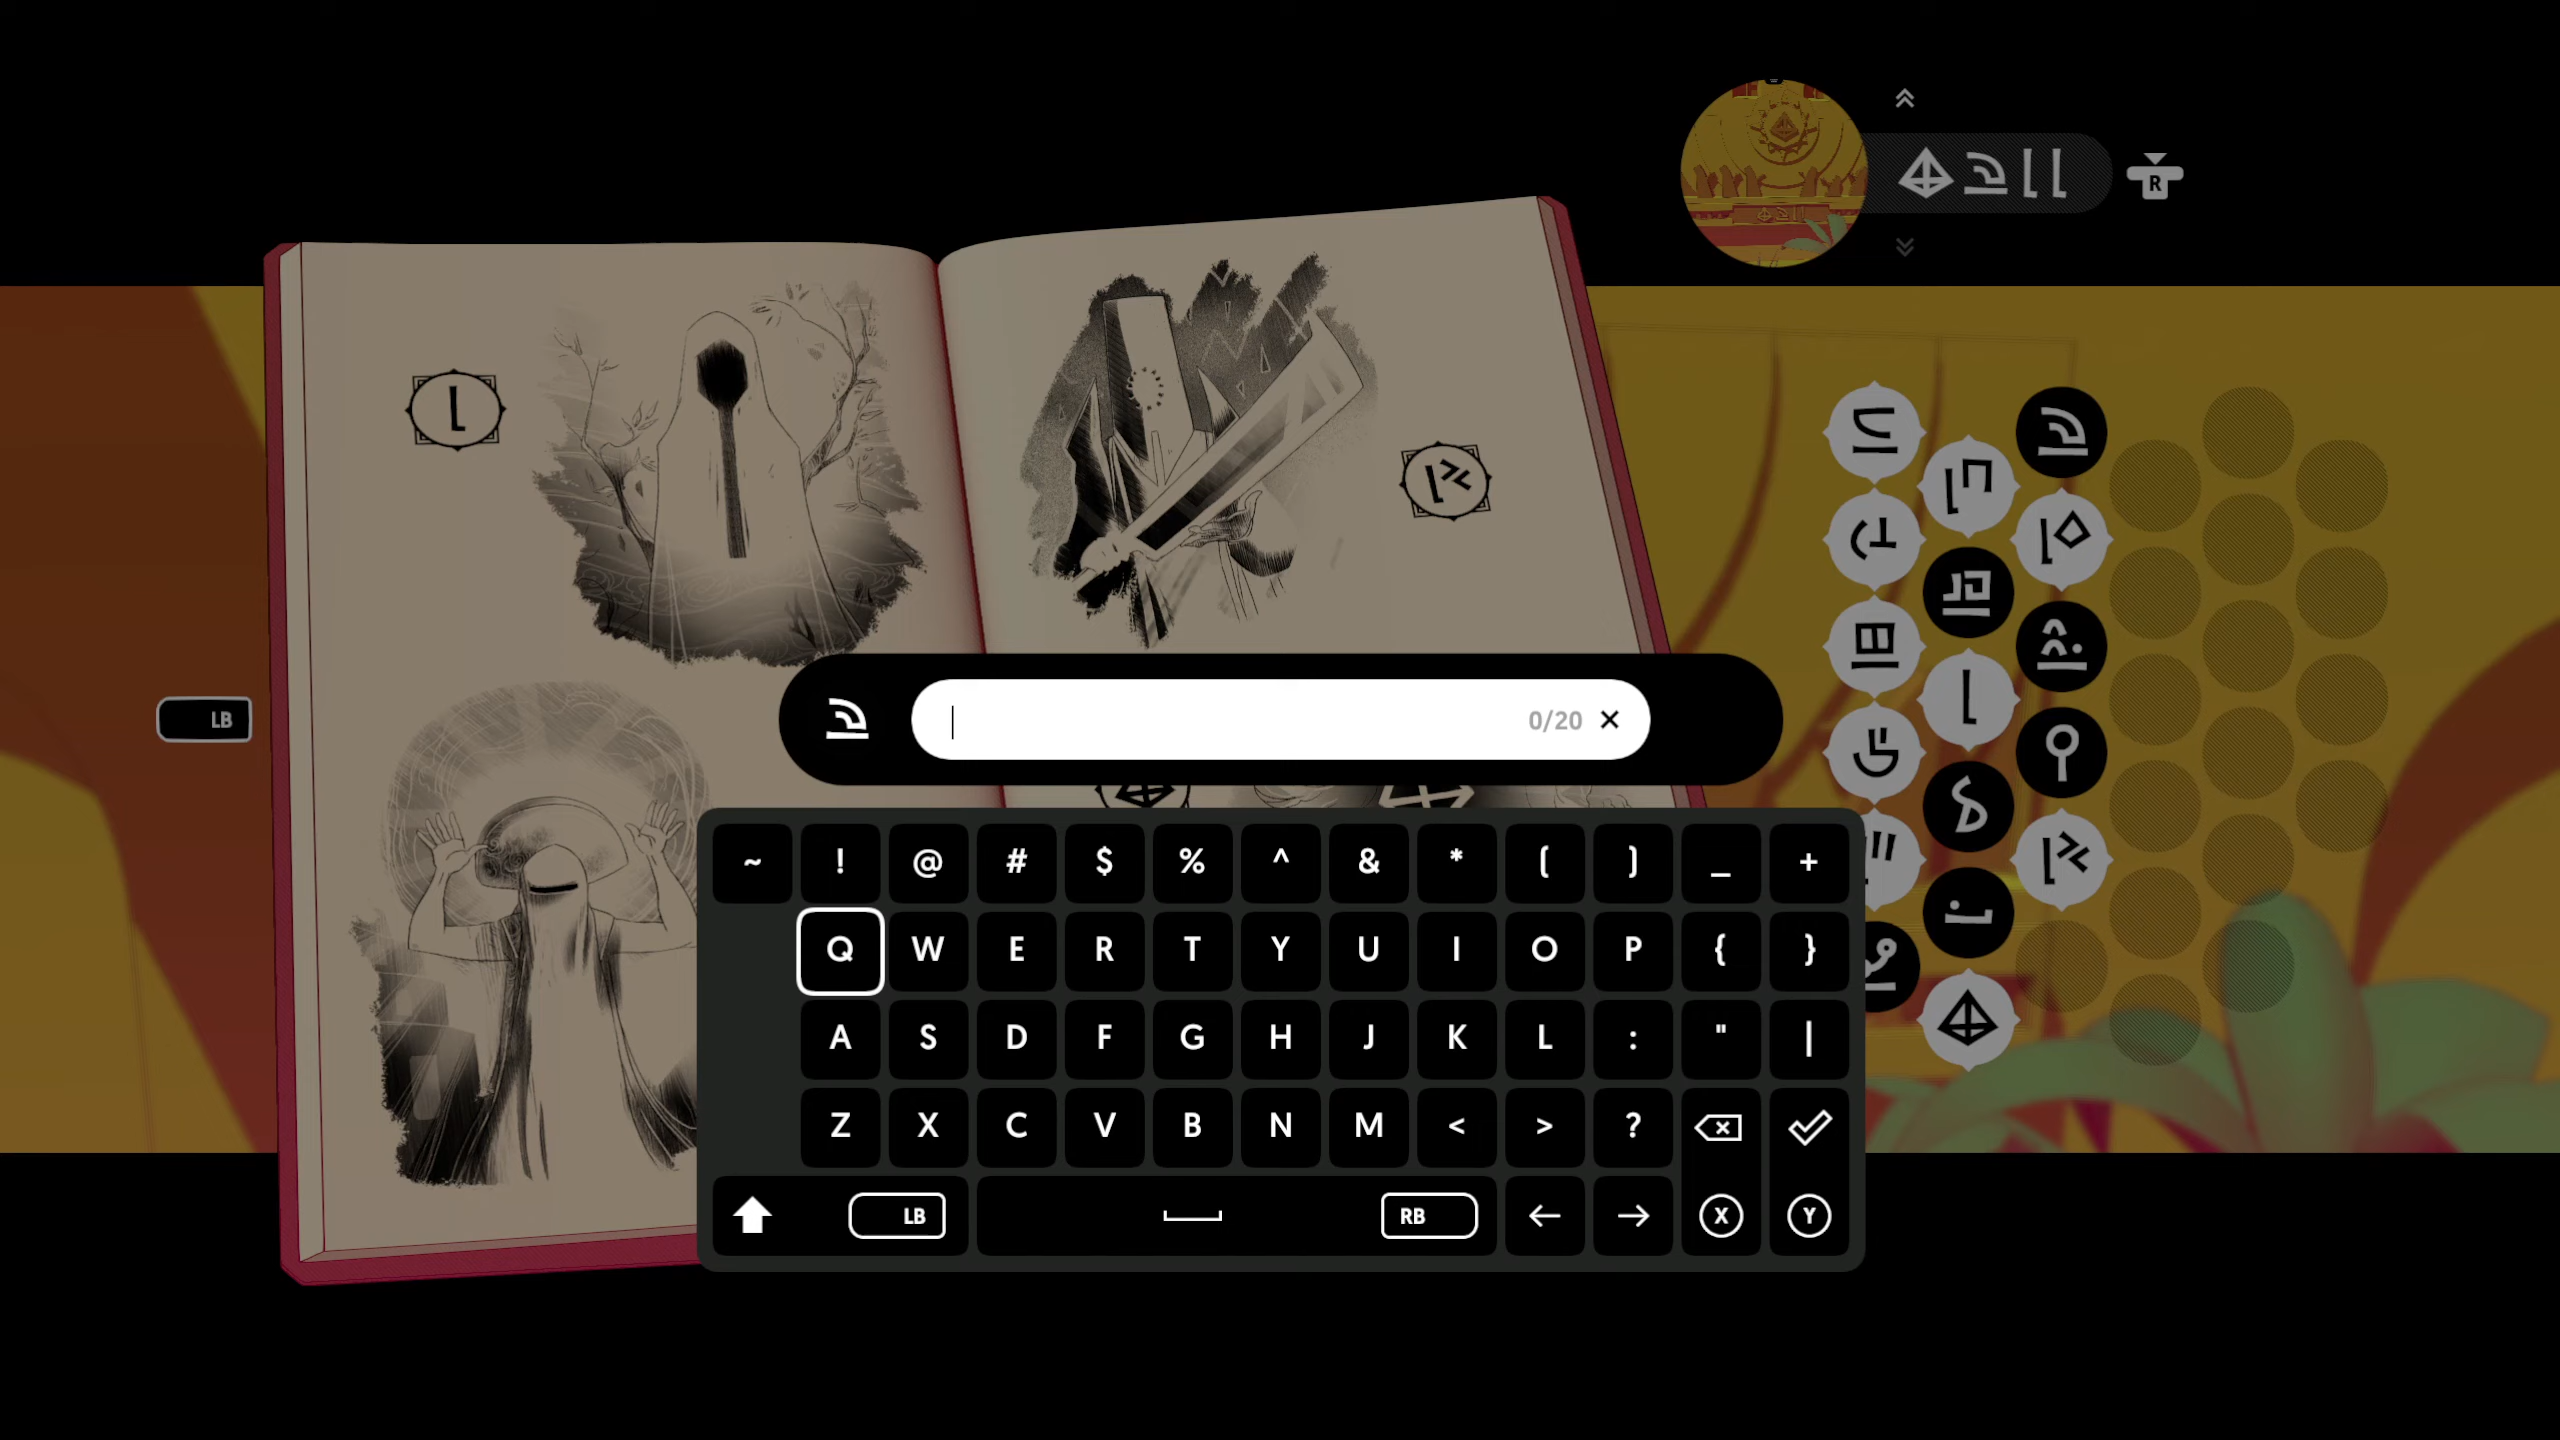 R
LB
0/20 ×
~ ! @ # $ % ^ & * ( ) _ +
Q W E R T Y U I O P { }
A S D F G H J K L : " |
Z X C V B N M < > ?
LB RB ← → X Y